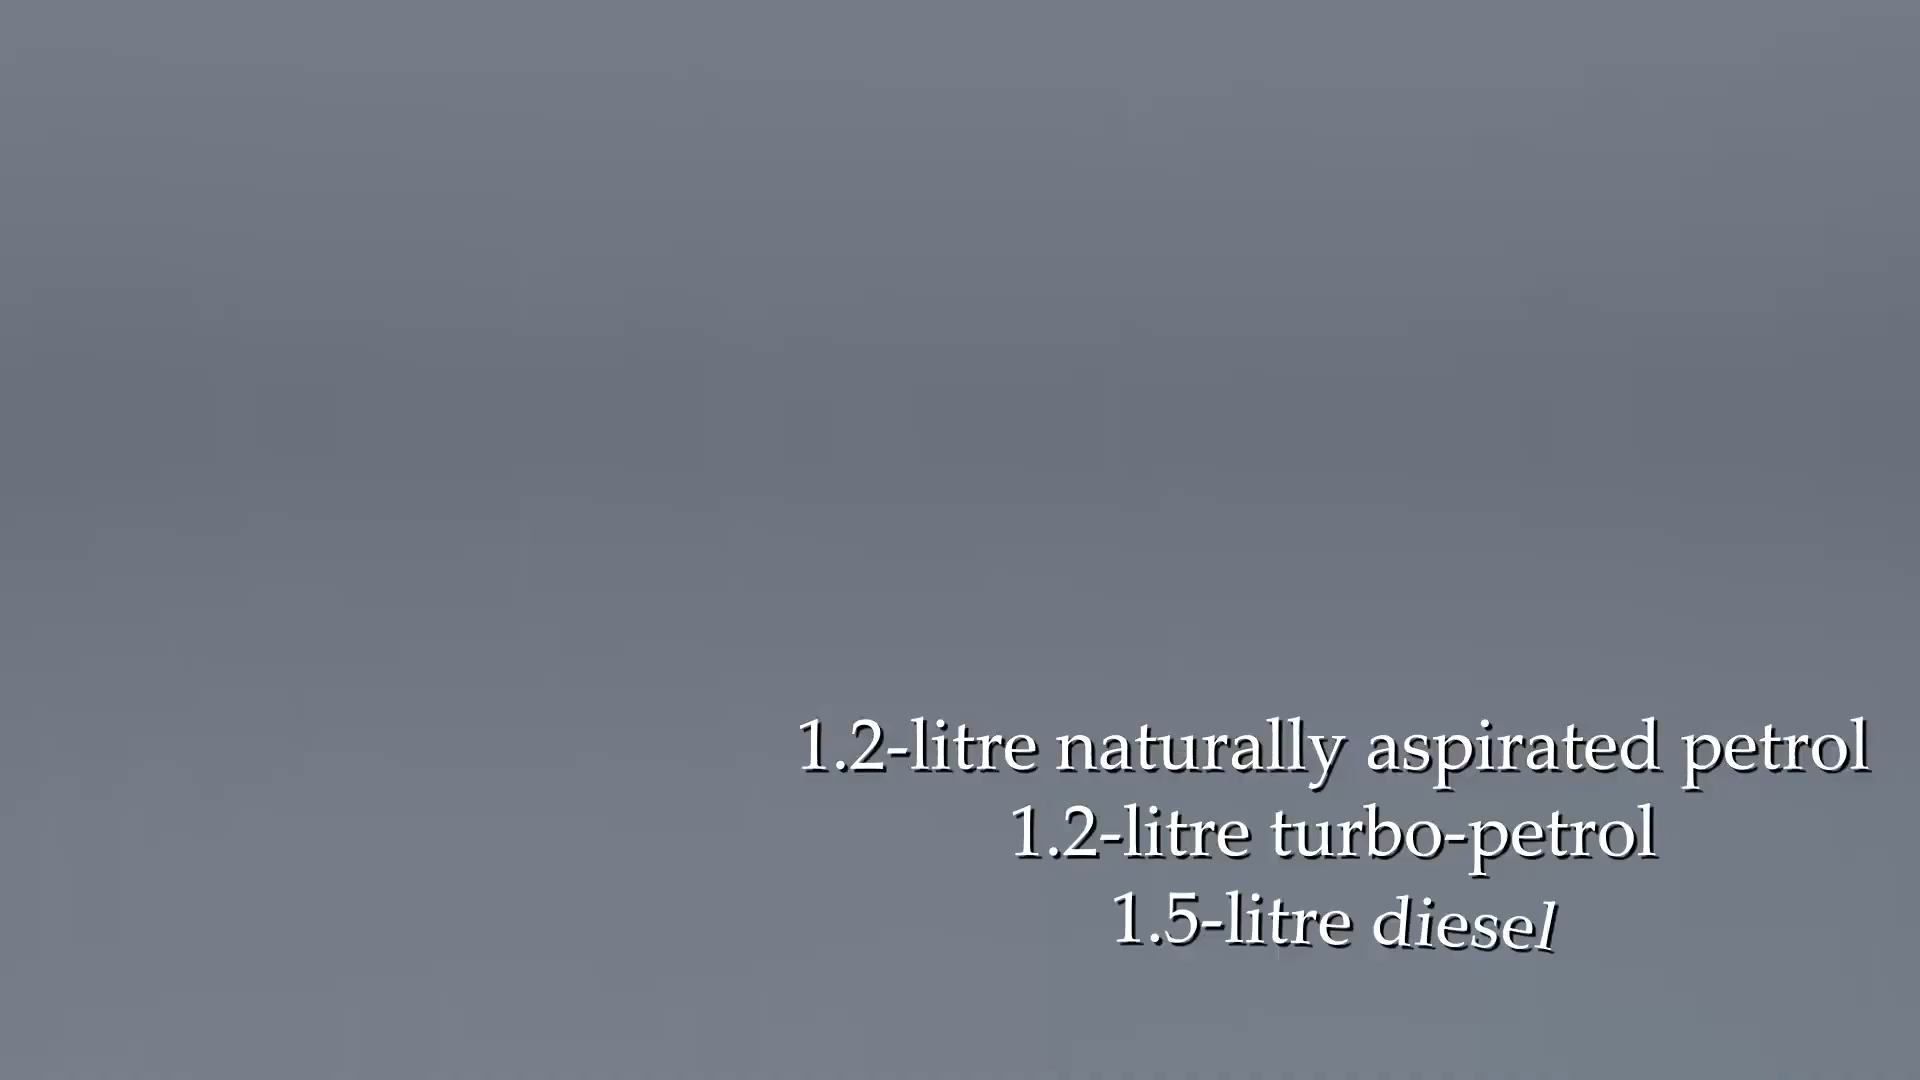 1.2-litre naturally aspirated petrol
1.2-litre turbo-petrol
1.5-litre diesel